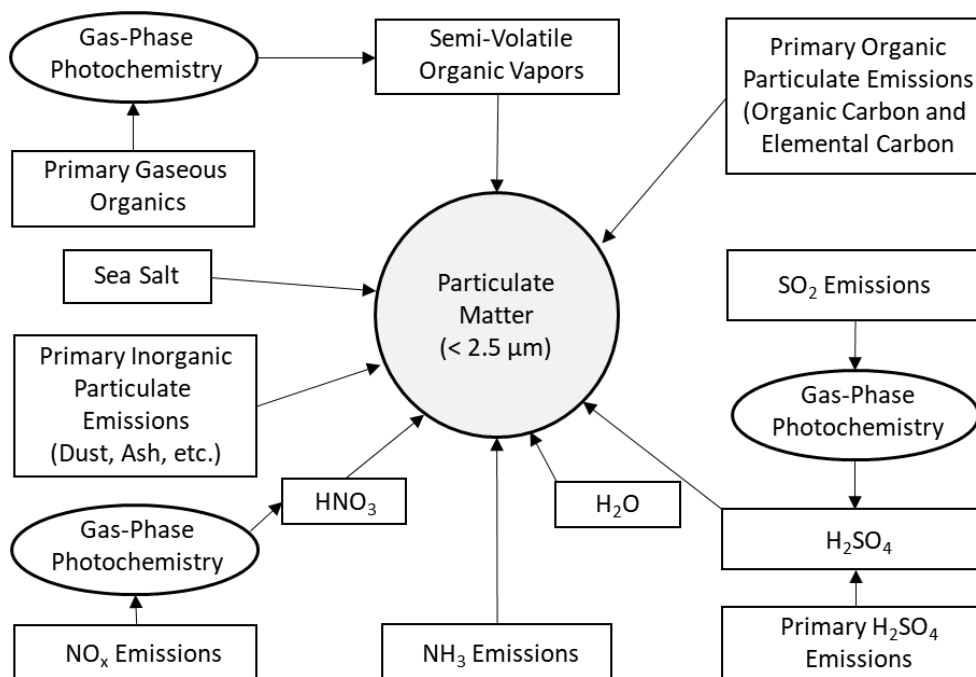 Gas-Phase
Photochemistry
Semi-Volatile
Organic Vapors
Primary Organic
Particulate Emissions
(Organic Carbon and
Elemental Carbon
Primary Gaseous
Organics
Sea Salt
Particulate
Matter
(< 2.5 µm)
SO₂ Emissions
Primary Inorganic
Particulate
Emissions
(Dust, Ash, etc.)
Gas-Phase
Photochemistry
HNO₃
H₂O
Gas-Phase
Photochemistry
H₂SO₄
NOₓ Emissions
NH₃ Emissions
Primary H₂SO₄
Emissions